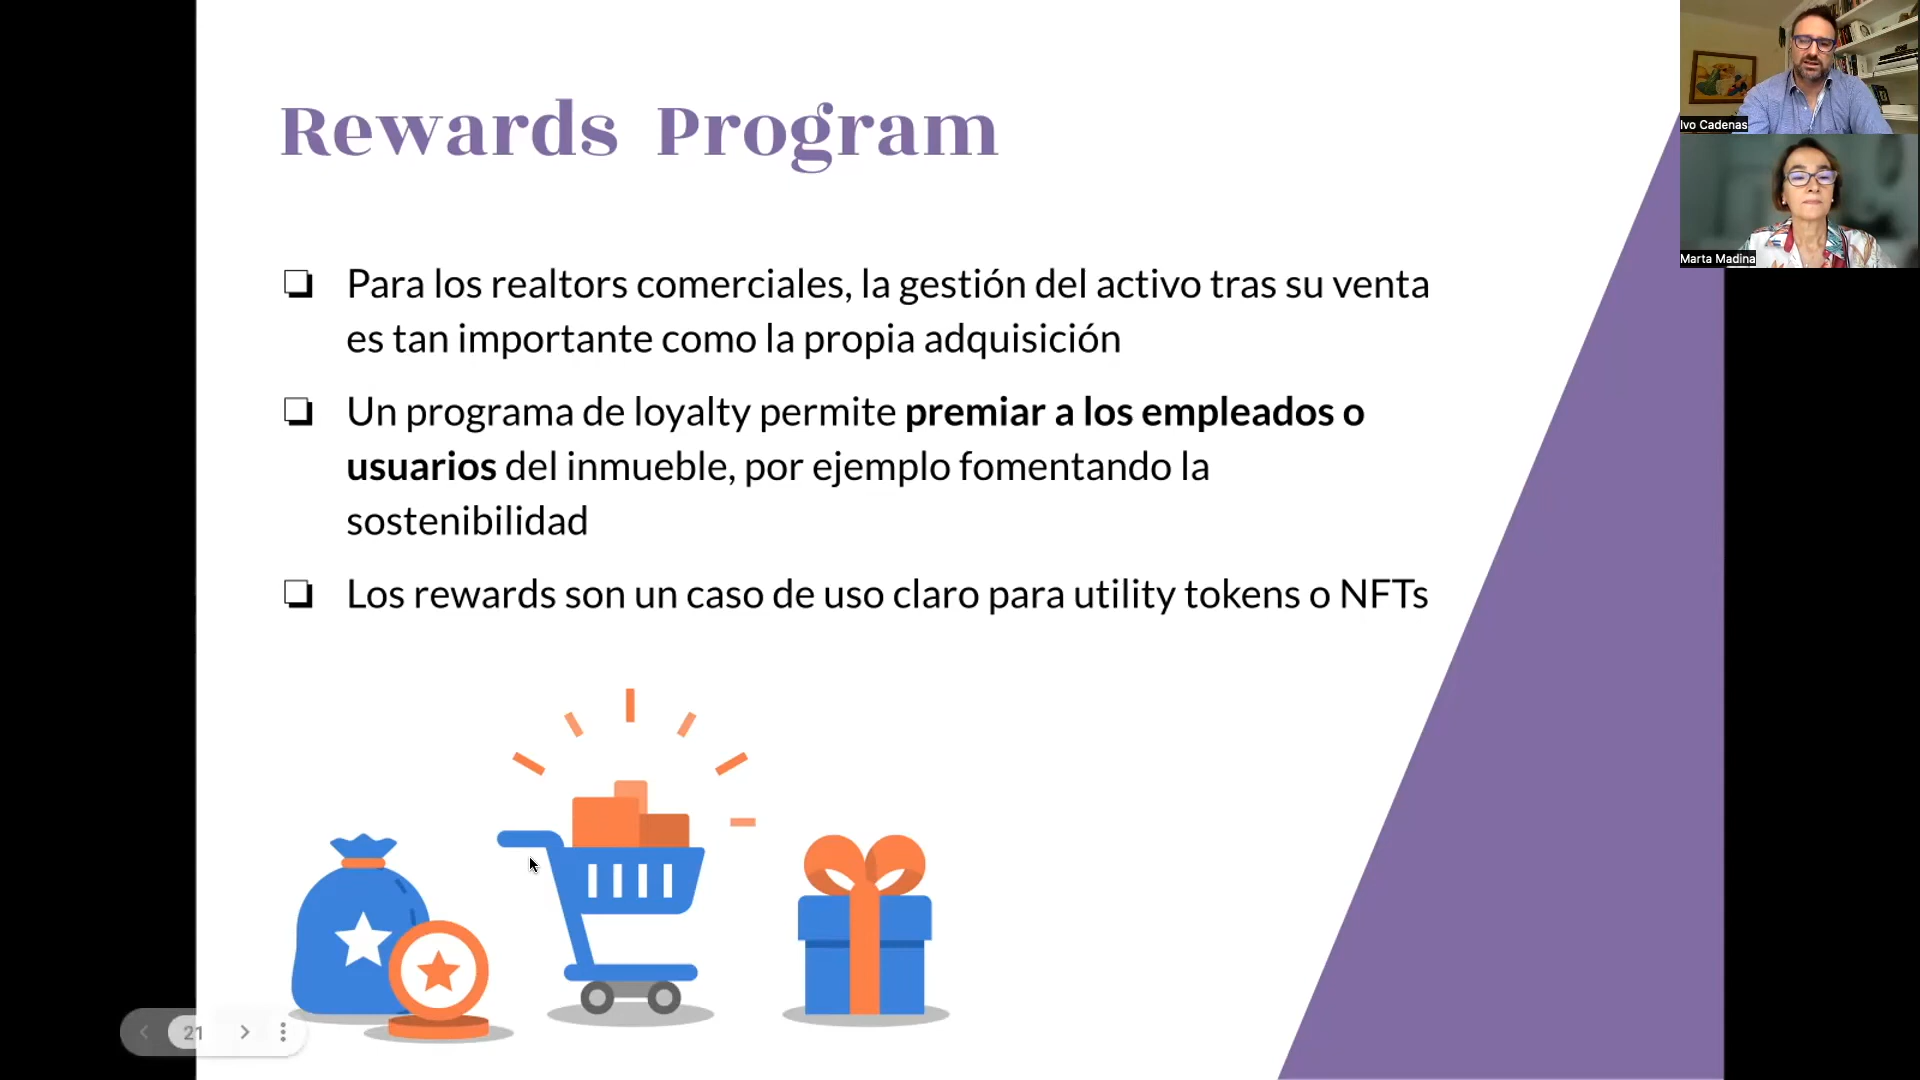 Rewards Program
Para los realtors comerciales, la gestión del activo tras su venta
es tan importante como la propia adquisición
Un programa de loyalty permite premiar a los empleados o
usuarios del inmueble, por ejemplo fomentando la
sostenibilidad
Los rewards son un caso de uso claro para utility tokens o NFTs
21
Ivo Cadenas
Marta Madina